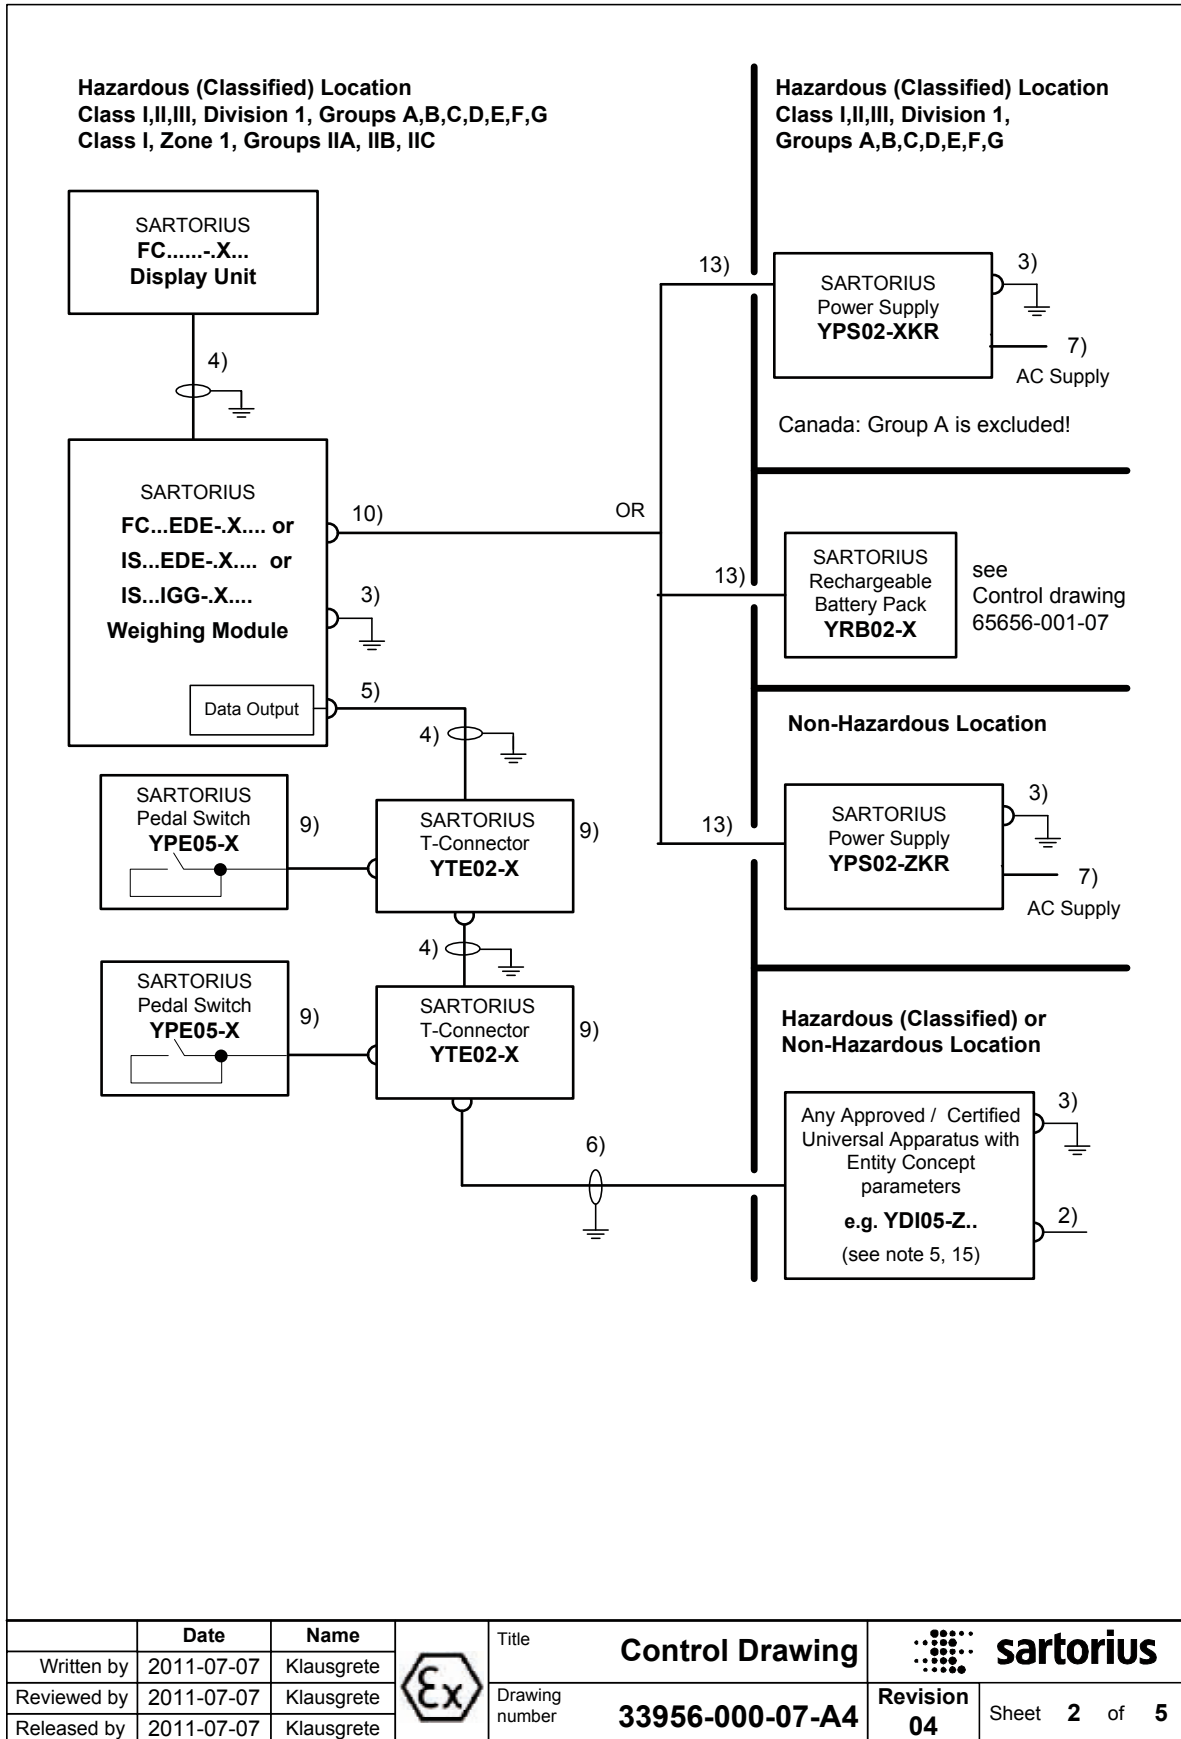 Hazardous (Classified) Location
Class I,II,III, Division 1, Groups A,B,C,D,E,F,G
Class I, Zone 1, Groups IIA, IIB, IIC
Hazardous (Classified) Location
Class I,II,III, Division 1,
Groups A,B,C,D,E,F,G
SARTORIUS
FC......-.X...
Display Unit
4)
13)
SARTORIUS
Power Supply
YPS02-XKR
3)
7)
AC Supply
Canada: Group A is excluded!
SARTORIUS
FC...EDE-.X.... or
IS...EDE-.X.... or
IS...IGG-.X....
Weighing Module
10)
OR
3)
Data Output
5)
13)
SARTORIUS
Rechargeable
Battery Pack
YRB02-X
see
Control drawing
65656-001-07
Non-Hazardous Location
4)
SARTORIUS
Pedal Switch
YPE05-X
9)
SARTORIUS
T-Connector
YTE02-X
9)
13)
SARTORIUS
Power Supply
YPS02-ZKR
3)
7)
AC Supply
4)
SARTORIUS
Pedal Switch
YPE05-X
9)
SARTORIUS
T-Connector
YTE02-X
9)
Hazardous (Classified) or
Non-Hazardous Location
6)
Any Approved / Certified
Universal Apparatus with
Entity Concept
parameters
e.g. YDI05-Z..
(see note 5, 15)
3)
2)
Date Name
Written by 2011-07-07 Klausgrete
Reviewed by 2011-07-07 Klausgrete
Released by 2011-07-07 Klausgrete
Ex
Title Control Drawing
Drawing
number 33956-000-07-A4
sartorius
Revision
04
Sheet 2 of 5